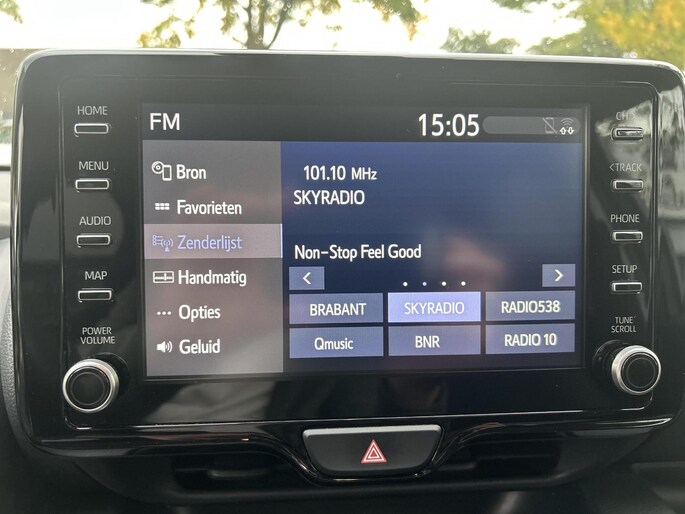 HOME
MENU
AUDIO
MAP
POWER
VOLUME
FM
15:05
Bron
Favorieten
Zenderlijst
Handmatig
Opties
Geluid
101.10 MHz
SKYRADIO
Non-Stop Feel Good
< >
BRABANT SKYRADIO RADIO538
Qmusic BNR RADIO 10
<TRACK
PHONE
SETUP
TUNE
SCROLL